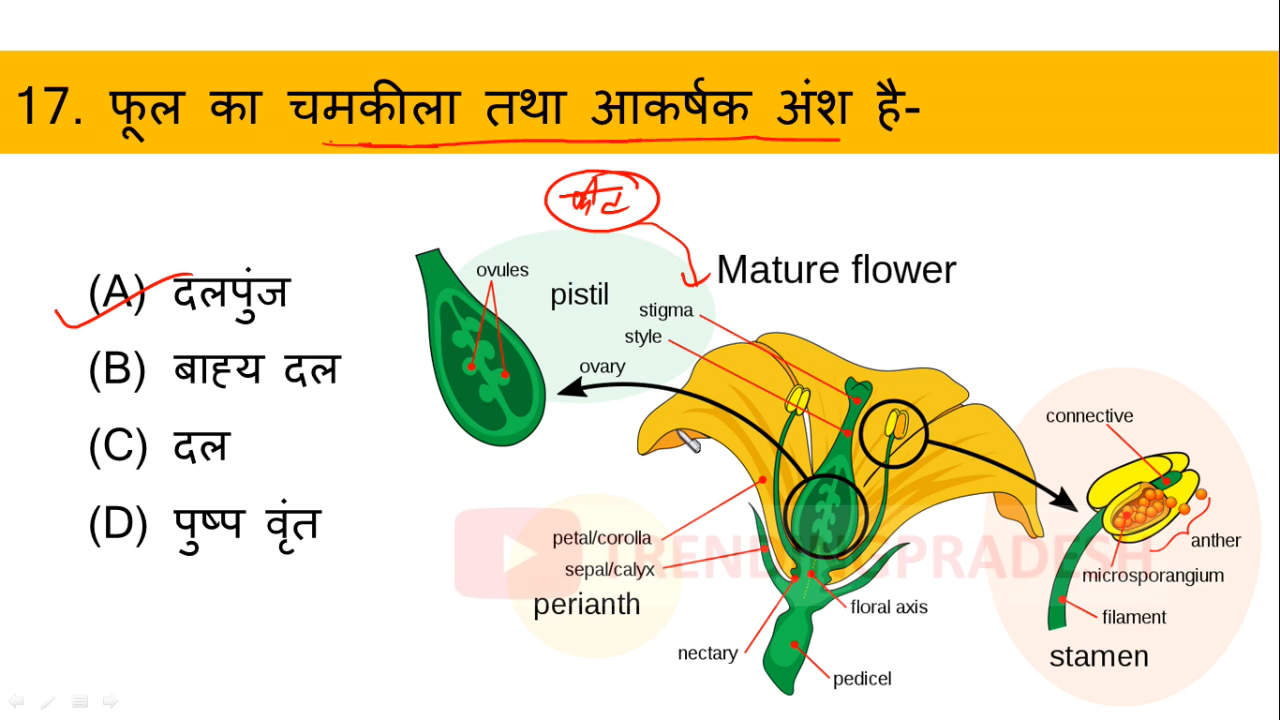 17. फूल का चमकीला तथा आकर्षक अंश है-
(A) दलपुंज
(B) बाह्य दल
(C) दल
(D) पुष्प वृंत
Mature flower
ovules
pistil
stigma
style
ovary
petal/corolla
sepal/calyx
perianth
nectary
floral axis
pedicel
connective
anther
microsporangium
filament
stamen
TRENDINGPRADESH